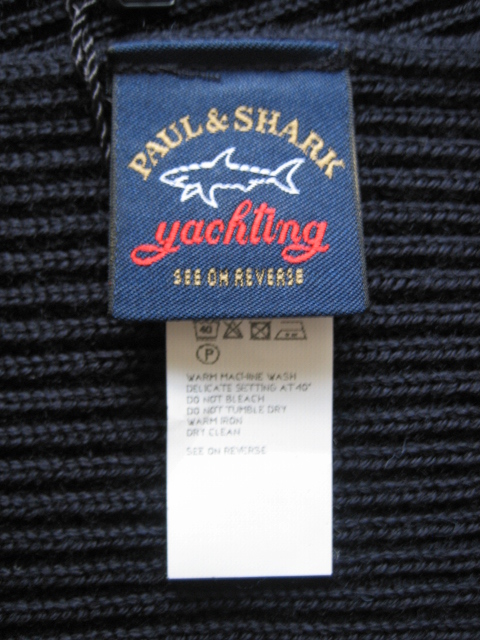 PAUL & SHARK
yachting
SEE ON REVERSE
40
P
WARM MACHINE WASH
DELICATE SETTING AT 40°
DO NOT BLEACH
DO NOT TUMBLE DRY
WARM IRON
DRY CLEAN
SEE ON REVERSE